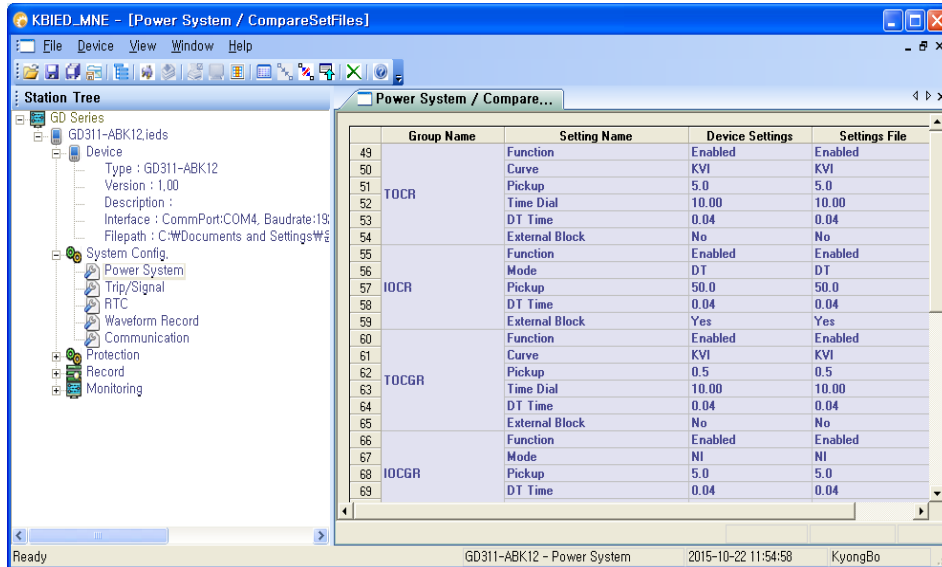 KBIED_MNE - [Power System / CompareSetFiles]
File Device View Window Help
Station Tree
GD Series
GD311-ABK12.ieds
Device
Type : GD311-ABK12
Version : 1.00
Description :
Interface : CommPort:COM4, Baudrate:19
Filepath : C:\Documents and Settings\운
System Config.
Power System
Trip/Signal
RTC
Waveform Record
Communication
Protection
Record
Monitoring
Power System / Compare...
Group Name Setting Name Device Settings Settings File
49 Function Enabled Enabled
50 Curve KVI KVI
51 Pickup 5.0 5.0
TOCR
52 Time Dial 10.00 10.00
53 DT Time 0.04 0.04
54 External Block No No
55 Function Enabled Enabled
56 Mode DT DT
57 IOCR Pickup 50.0 50.0
58 DT Time 0.04 0.04
59 External Block Yes Yes
60 Function Enabled Enabled
61 Curve KVI KVI
62 Pickup 0.5 0.5
TOCGR
63 Time Dial 10.00 10.00
64 DT Time 0.04 0.04
65 External Block No No
66 Function Enabled Enabled
67 Mode NI NI
68 IOCGR Pickup 5.0 5.0
69 DT Time 0.04 0.04
Ready GD311-ABK12 - Power System 2015-10-22 11:54:58 KyongBo